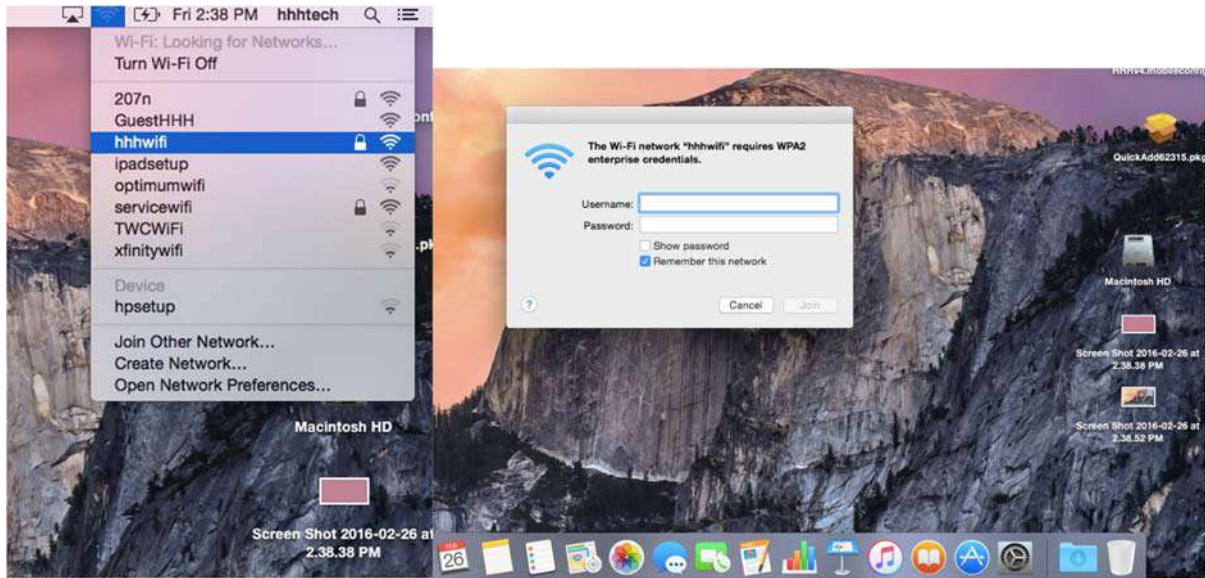 Fri 2:38 PM hhhtech
Wi-Fi: Looking for Networks...
Turn Wi-Fi Off
207n
GuestHHH
hhhwifi
ipadsetup
optimumwifi
servicewifi
TWCWiFi
xfinitywifi
Device
hpsetup
Join Other Network...
Create Network...
Open Network Preferences...
Macintosh HD
Screen Shot 2016-02-26 at
2.38.38 PM
HHHv4.mobileconfig
The Wi-Fi network “hhhwifi” requires WPA2
enterprise credentials.
Username:
Password:
Show password
Remember this network
?
Cancel Join
QuickAdd62315.pkg
Macintosh HD
Screen Shot 2016-02-26 at
2.38.38 PM
Screen Shot 2016-02-26 at
2.38.52 PM
FEB
26